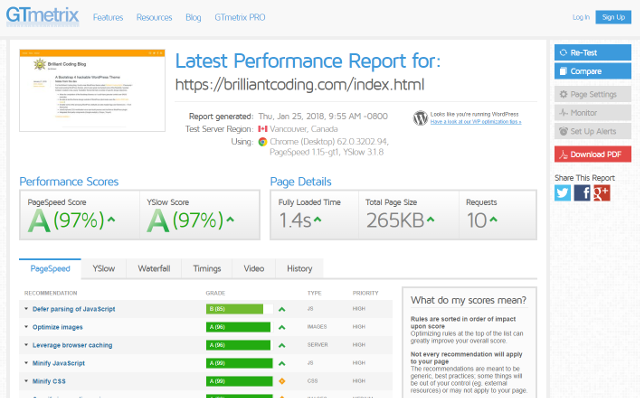 GTmetrix
Features
Resources
Blog
GTmetrix PRO
Log In
Sign Up
Brilliant Coding Blog
Latest Performance Report for:
https://brilliantcoding.com/index.html
Report generated: Thu, Jan 25, 2018, 9:55 AM -0800
Test Server Region: Vancouver, Canada
Using: Chrome (Desktop) 62.0.3202.94,
PageSpeed 1.15-gt1, YSlow 3.1.8
Looks like you're running WordPress
Have a look at our WP optimization tips »
Re-Test
Compare
Page Settings
Monitor
Set Up Alerts
Download PDF
Share This Report
Performance Scores
PageSpeed Score
A (97%)
YSlow Score
A (97%)
Page Details
Fully Loaded Time
1.4s
Total Page Size
265KB
Requests
10
PageSpeed
YSlow
Waterfall
Timings
Video
History
RECOMMENDATION GRADE TYPE PRIORITY
Defer parsing of JavaScript B (85) JS HIGH
Optimize images A (96) IMAGES HIGH
Leverage browser caching A (96) SERVER HIGH
Minify JavaScript A (99) JS HIGH
Minify CSS A (99) CSS HIGH
What do my scores mean?
Rules are sorted in order of impact
upon score
Optimizing rules at the top of the list can
greatly improve your overall score.
Not every recommendation will apply
to your page
The recommendations are meant to be
generic, best practices; some things will
be out of your control (eg. external
resources) or may not apply to your page.